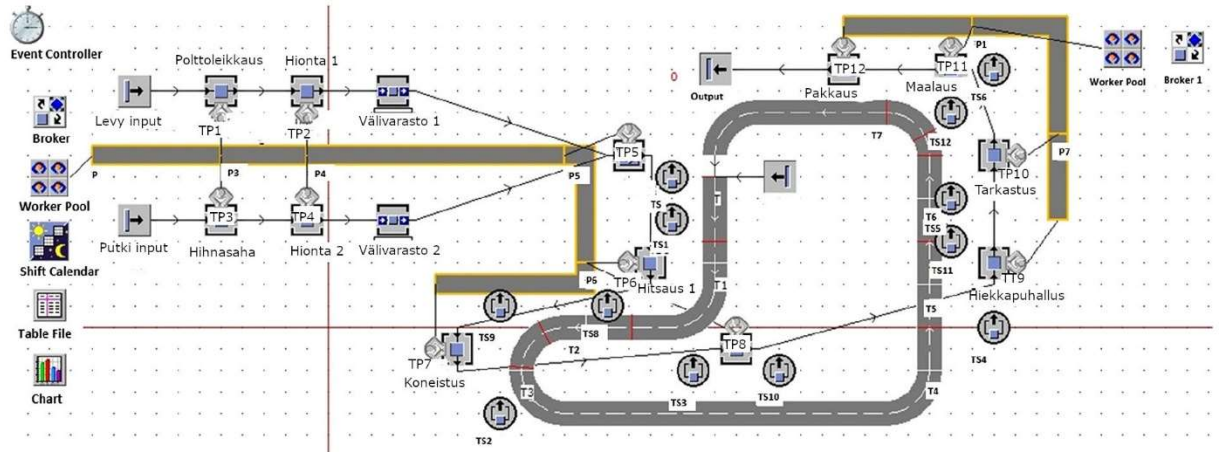 Event Controller
Polttoleikkaus
Hionta 1
Levy input
TP1
TP2
Välivarasto 1
Broker
Worker Pool
P
P3
P4
P5
TP5
TS
TP3
TP4
Putki input
Hihnasaha
Hionta 2
Välivarasto 2
TS1
Shift Calendar
P6
TP6
Hitsaus 1
Table File
TS9
TS8
TP7
Koneistus
T2
TP8
Chart
T3
TS2
TS3
TS10
T4
T1
T
0
Output
TP12
Pakkaus
TP11
Maalaus
P1
TS6
T7
TS12
Worker Pool
Broker 1
P7
TP10
Tarkastus
T6
TS5
TS11
TT9
Hiekkapuhallus
T5
TS4